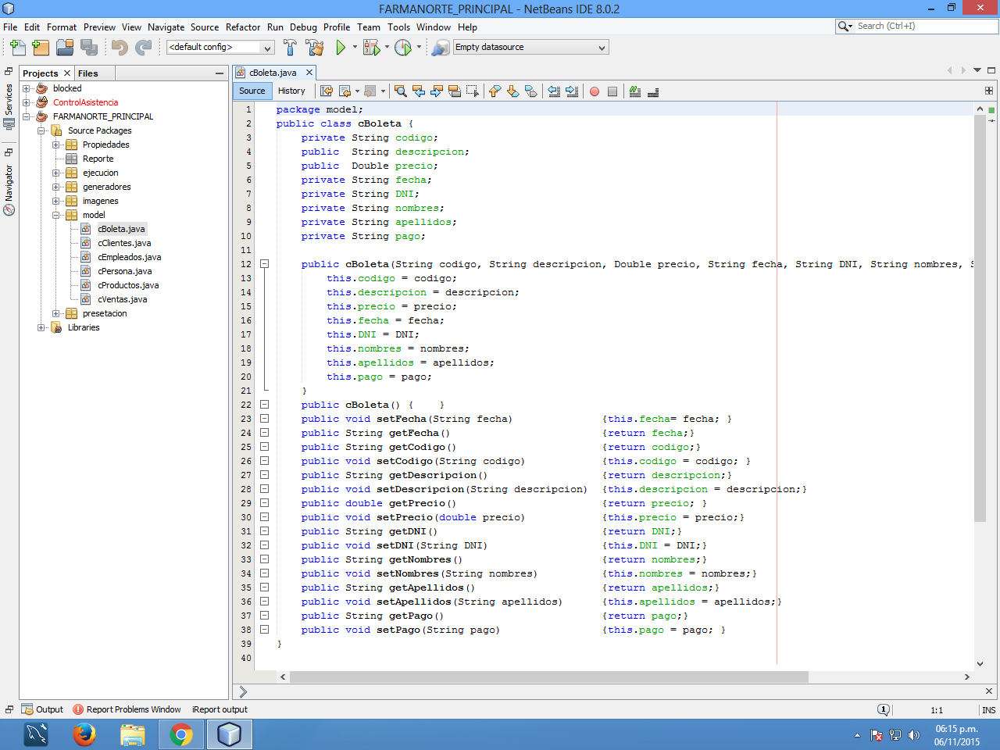 FARMANORTE_PRINCIPAL - NetBeans IDE 8.0.2
File Edit Format Preview View Navigate Source Refactor Run Debug Profile Team Tools Window Help
Search (Ctrl+I)
<default config>
Empty datasource
Services
Navigator
Projects Files
blocked
ControlAsistencia
FARMANORTE_PRINCIPAL
Source Packages
Propiedades
Reporte
ejecucion
generadores
imagenes
model
cBoleta.java
cClientes.java
cEmpleados.java
cPersona.java
cProductos.java
cVentas.java
presetacion
Libraries
cBoleta.java
Source History
1 package model;
2 public class cBoleta {
3 private String codigo;
4 public String descripcion;
5 public Double precio;
6 private String fecha;
7 private String DNI;
8 private String nombres;
9 private String apellidos;
10 private String pago;
11
12 public cBoleta(String codigo, String descripcion, Double precio, String fecha, String DNI, String nombres, S
13 this.codigo = codigo;
14 this.descripcion = descripcion;
15 this.precio = precio;
16 this.fecha = fecha;
17 this.DNI = DNI;
18 this.nombres = nombres;
19 this.apellidos = apellidos;
20 this.pago = pago;
21 }
22 public cBoleta() { }
23 public void setFecha(String fecha) {this.fecha= fecha; }
24 public String getFecha() {return fecha;}
25 public String getCodigo() {return codigo;}
26 public void setCodigo(String codigo) {this.codigo = codigo; }
27 public String getDescripcion() {return descripcion;}
28 public void setDescripcion(String descripcion) {this.descripcion = descripcion;}
29 public double getPrecio() {return precio; }
30 public void setPrecio(double precio) {this.precio = precio;}
31 public String getDNI() {return DNI;}
32 public void setDNI(String DNI) {this.DNI = DNI;}
33 public String getNombres() {return nombres;}
34 public void setNombres(String nombres) {this.nombres = nombres;}
35 public String getApellidos() {return apellidos;}
36 public void setApellidos(String apellidos) {this.apellidos = apellidos;}
37 public String getPago() {return pago;}
38 public void setPago(String pago) {this.pago = pago; }
39 }
40
Output Report Problems Window iReport output
1 1:1 INS
06:15 p.m.
06/11/2015